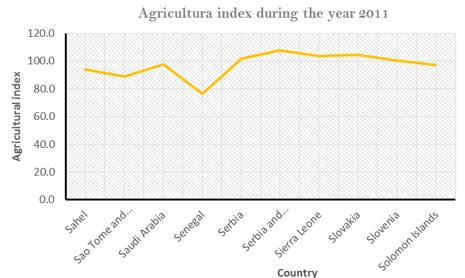 Agricultura index during the year 2011
Agricultural Index
120.0
100.0
80.0
60.0
40.0
20.0
0.0
Sahel
Sao Tome and...
Saudi Arabia
Senegal
Serbia
Serbia and...
Sierra Leone
Slovakia
Slovenia
Solomon Islands
Country